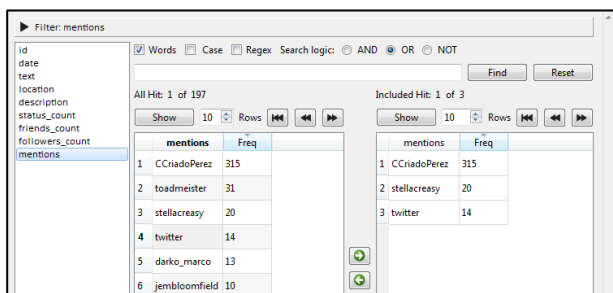 Filter: mentions
id
date
text
location
description
status_count
friends_count
followers_count
mentions
Words Case Regex Search logic: AND OR NOT
Find Reset
All Hit: 1 of 197
Show 10 Rows
mentions Freq
1 CCriadoPerez 315
2 toadmeister 31
3 stellacreasy 20
4 twitter 14
5 darko_marco 13
6 jembloomfield 10
Included Hit: 1 of 3
Show 10 Rows
mentions Freq
1 CCriadoPerez 315
2 stellacreasy 20
3 twitter 14